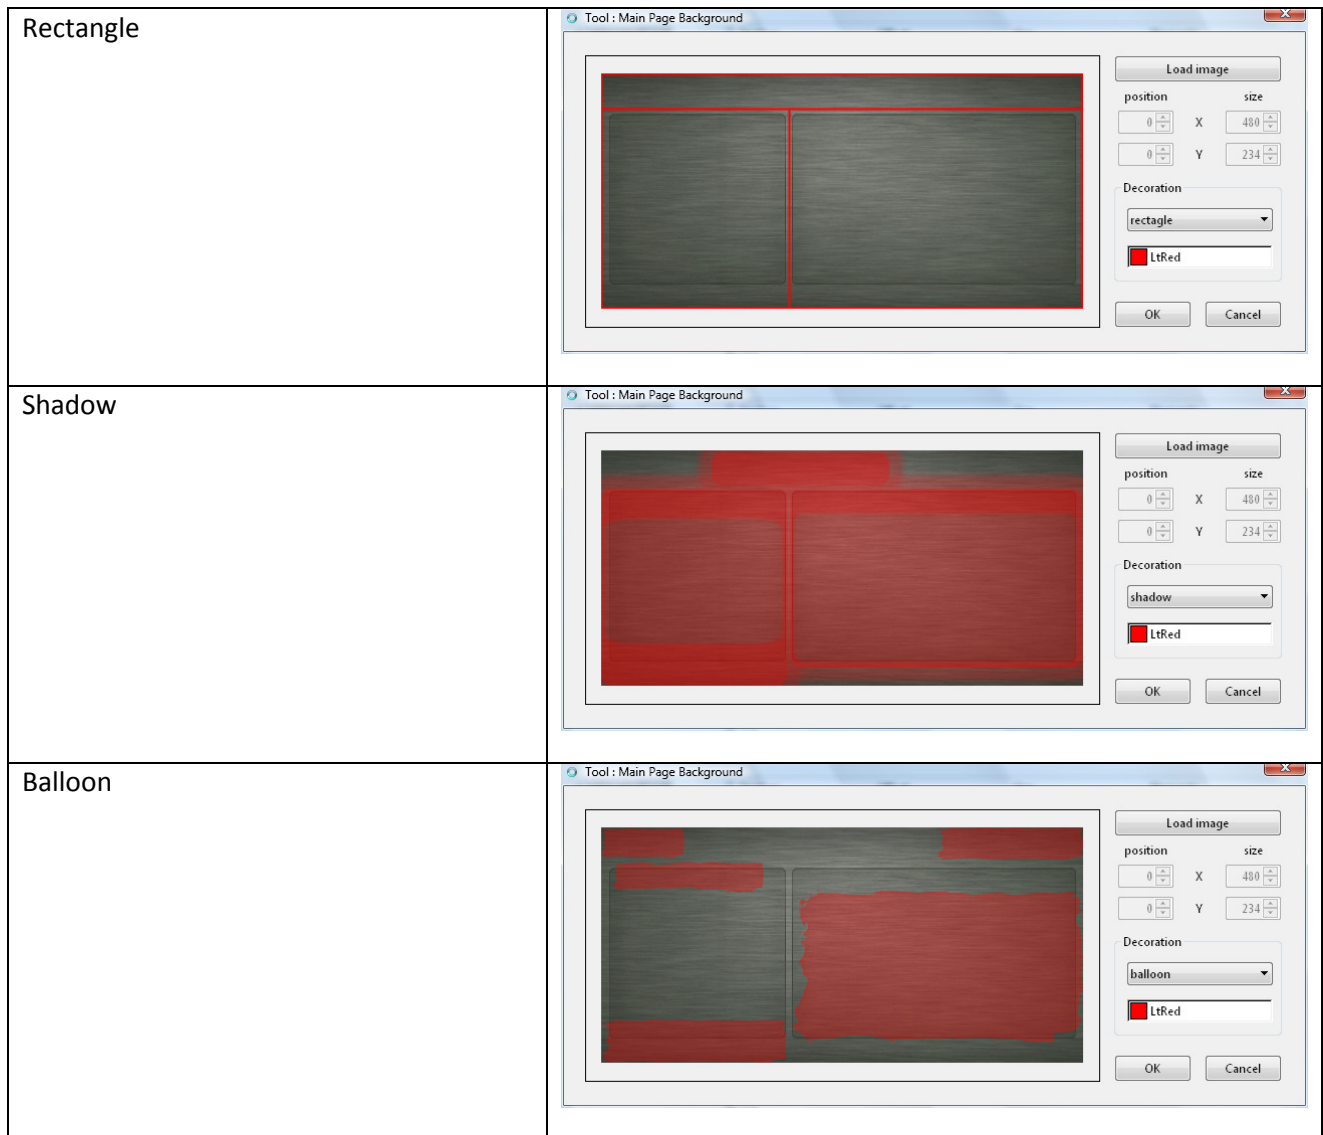 Rectangle
Tool : Main Page Background
Load image
position size
0 X 480
0 Y 234
Decoration
rectagle
LtRed
OK Cancel
Shadow
Tool : Main Page Background
Load image
position size
0 X 480
0 Y 234
Decoration
shadow
LtRed
OK Cancel
Balloon
Tool : Main Page Background
Load image
position size
0 X 480
0 Y 234
Decoration
balloon
LtRed
OK Cancel